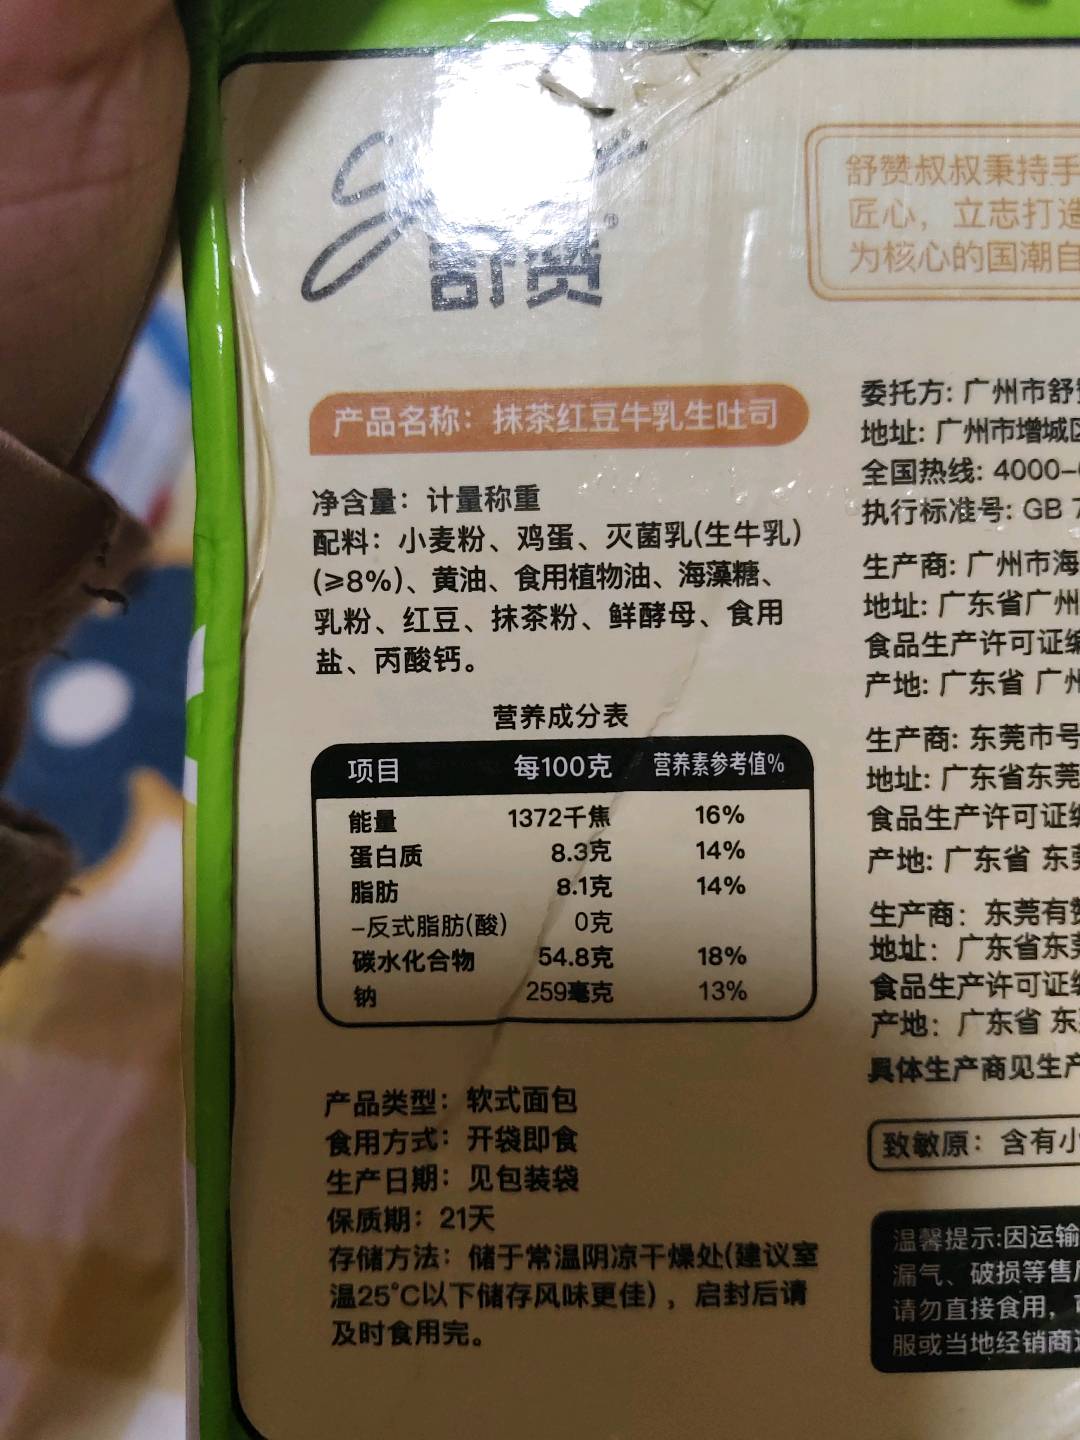 舒赞®
舒赞叔叔秉持手
匠心，立志打造
为核心的国潮自
产品名称：抹茶红豆牛乳生吐司
净含量：计量称重
配料：小麦粉、鸡蛋、灭菌乳(生牛乳)
(≥8%)、黄油、食用植物油、海藻糖、
乳粉、红豆、抹茶粉、鲜酵母、食用
盐、丙酸钙。
营养成分表
项目 每100克 营养素参考值%
能量 1372千焦 16%
蛋白质 8.3克 14%
脂肪 8.1克 14%
-反式脂肪(酸) 0克
碳水化合物 54.8克 18%
钠 259毫克 13%
产品类型：软式面包
食用方式：开袋即食
生产日期：见包装袋
保质期：21天
存储方法：储于常温阴凉干燥处(建议室
温25°C以下储存风味更佳)，启封后请
及时食用完。
委托方: 广州市舒
地址: 广州市增城区
全国热线: 4000-
执行标准号: GB 7
生产商: 广州市海
地址: 广东省广州
食品生产许可证编
产地: 广东省 广州
生产商: 东莞市号
地址: 广东省东莞
食品生产许可证编
产地: 广东省 东莞
生产商：东莞有赞
地址：广东省东莞
食品生产许可证编
产地：广东省 东
具体生产商见生产
致敏原：含有小
温馨提示:因运输
漏气、破损等售
请勿直接食用，
服或当地经销商